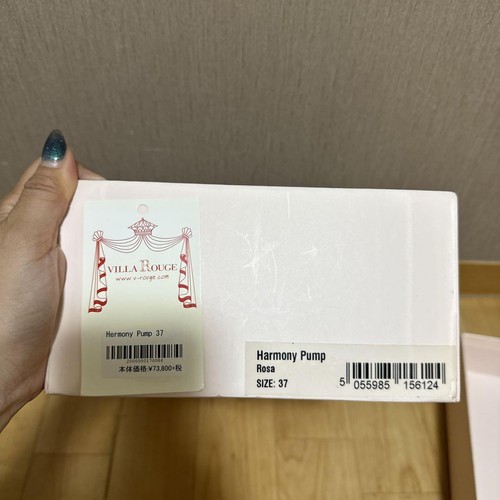 VILLA ROUGE
www.v-rouge.com
Hermony Pump 37
本体価格:¥73,800+税
Harmony Pump
Rosa
SIZE: 37
5 055985 156124